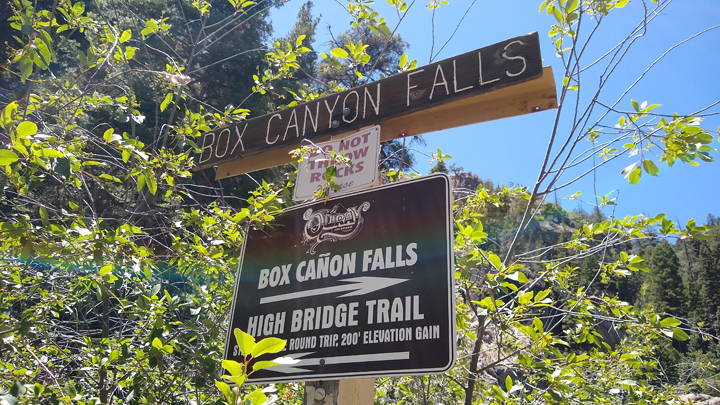 BOX CANYON FALLS
DO NOT
THROW
ROCKS
OURAY
BOX CAÑON FALLS
HIGH BRIDGE TRAIL
ROUND TRIP, 200' ELEVATION GAIN